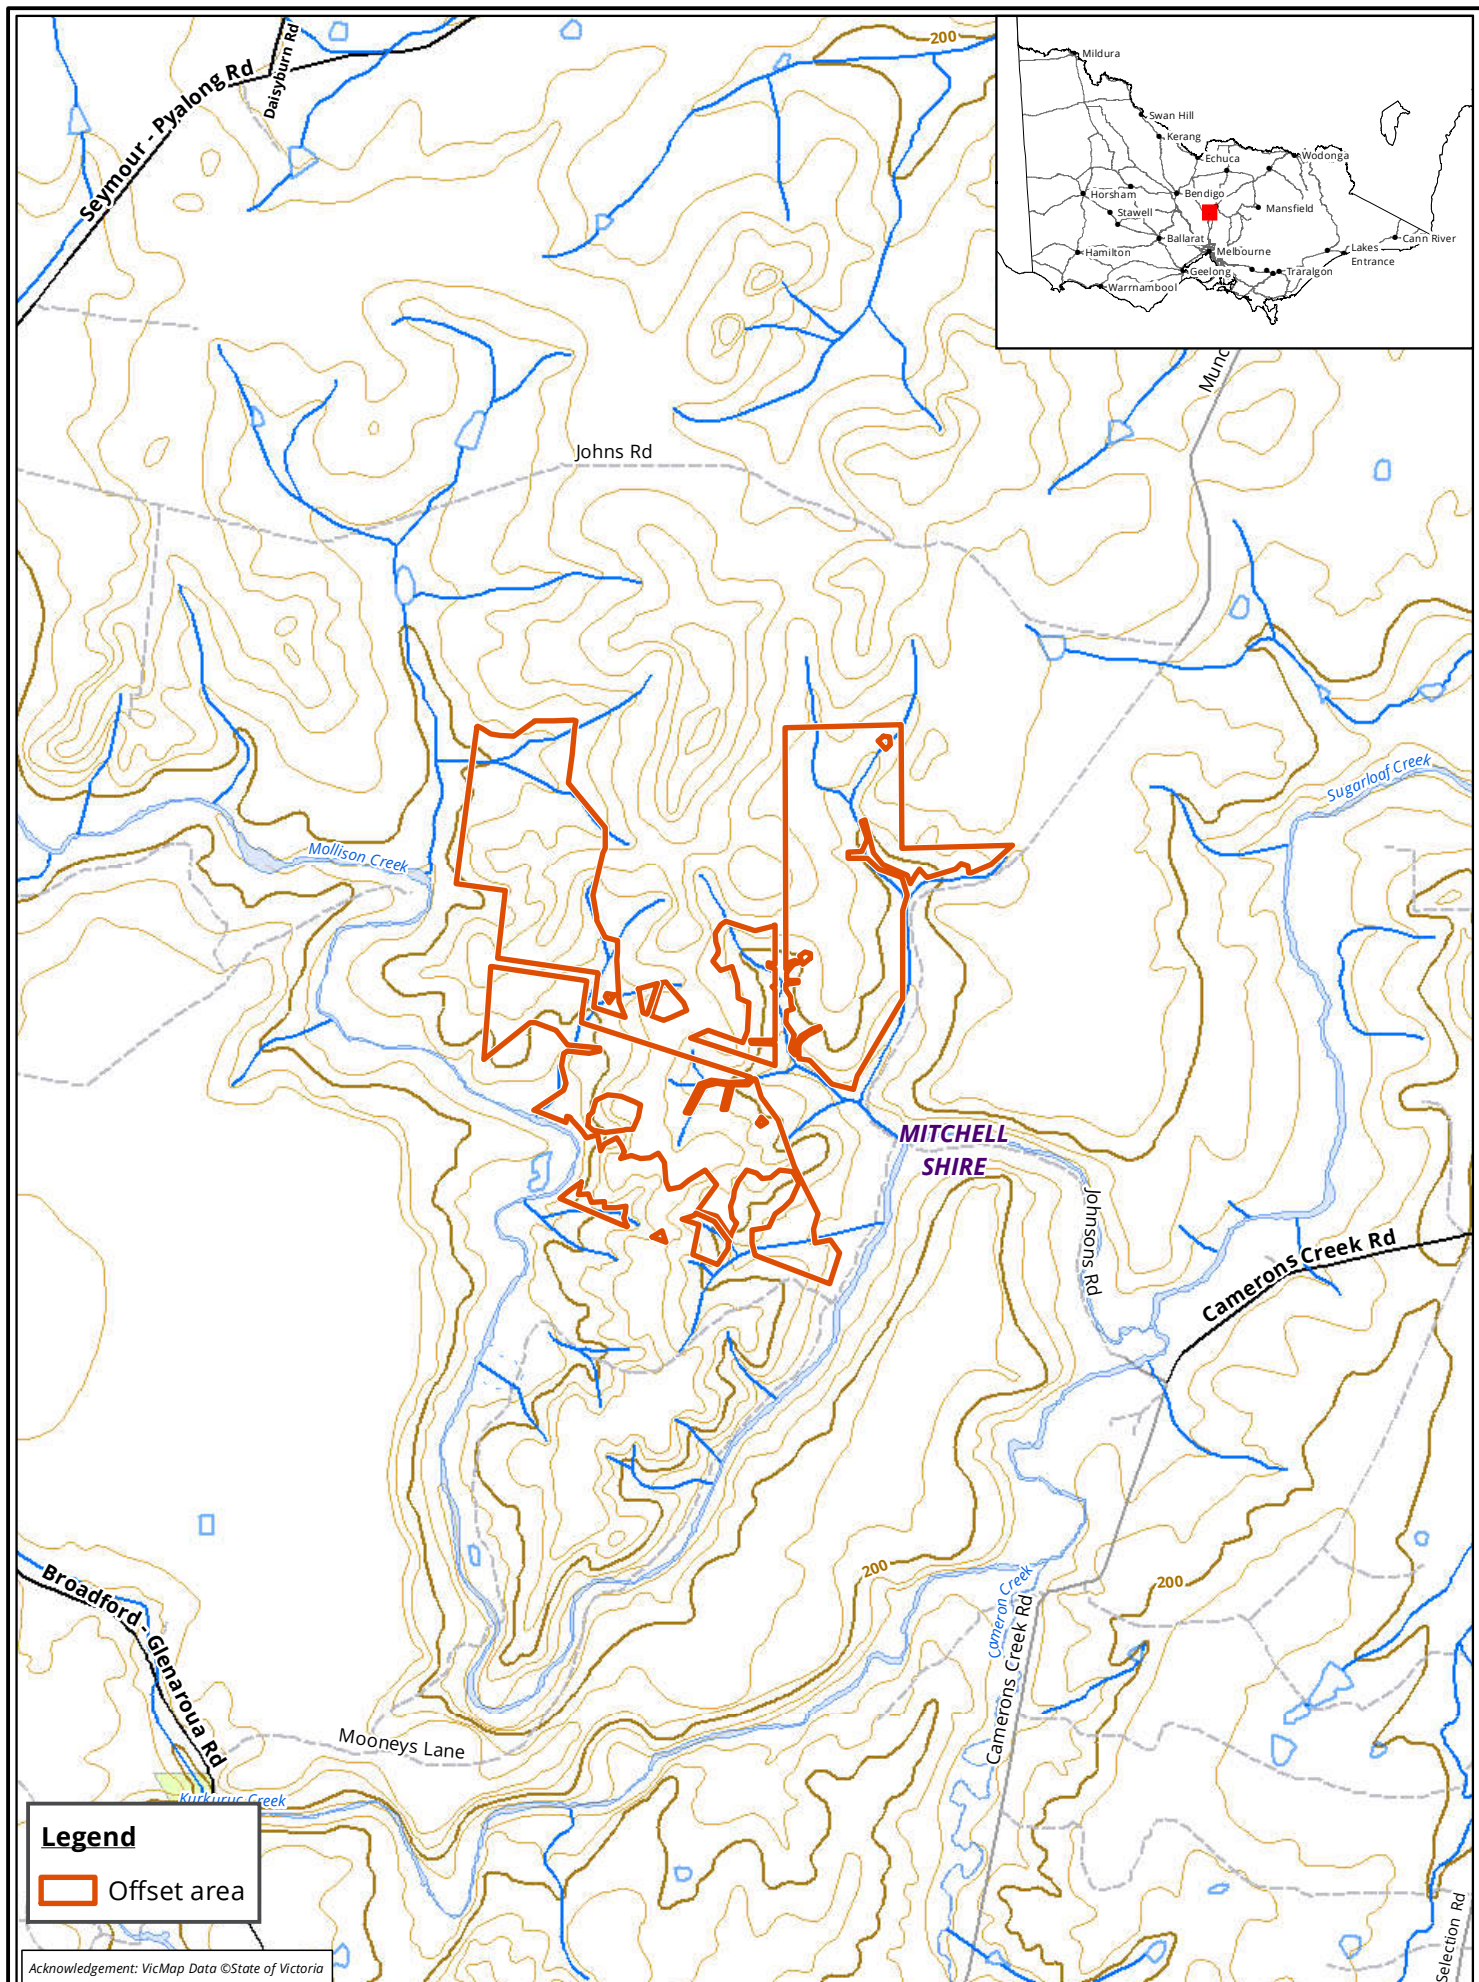 Seymour - Pyalong Rd
Daisyburn Rd
200
Mildura
Swan Hill
Kerang
Echuca
Wodonga
Horsham
Bendigo
Stawell
Mansfield
Ballarat
Cann River
Hamilton
Melbourne
Lakes
Entrance
Geelong
Traralgon
Warrnambool
Munc
Johns Rd
Sugarloaf Creek
Mollison Creek
MITCHELL
SHIRE
Johnsons Rd
Camerons Creek Rd
200
200
Cameron Creek
Camerons Creek Rd
Broadford - Glenaroua Rd
Mooneys Lane
Kurkuruc Creek
Selection Rd
Legend
Offset area
Acknowledgement: VicMap Data ©State of Victoria